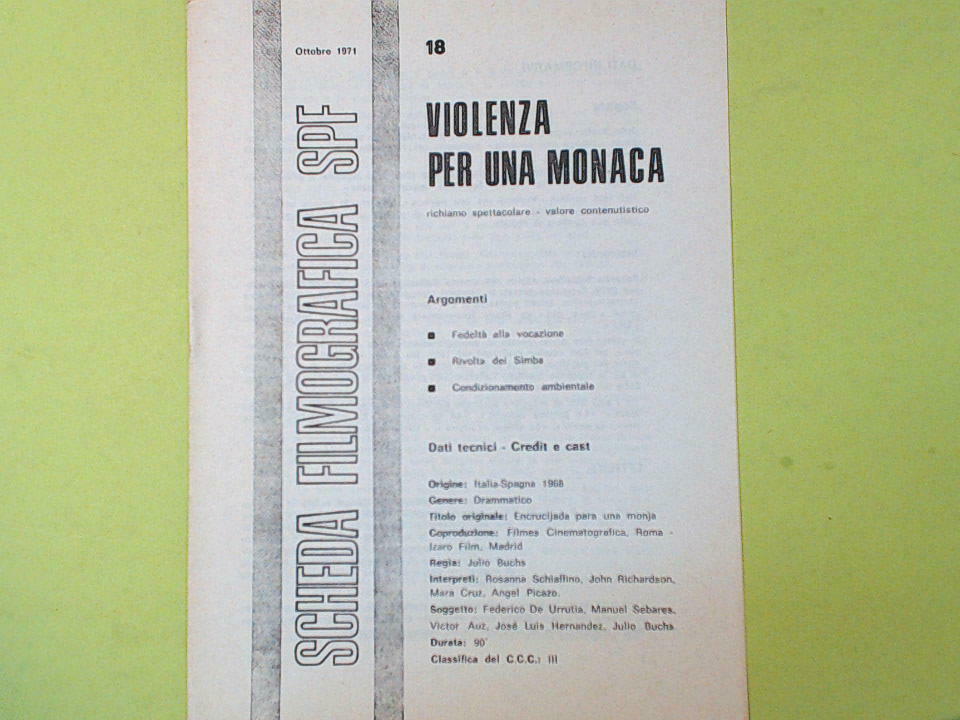 Ottobre 1971
SCHEDA FILMOGRAFICA SPF
18
VIOLENZA
PER UNA MONACA
richiamo spettacolare - valore contenutistico
Argomenti
Fedeltà alla vocazione
Rivolta dei Simba
Condizionamento ambientale
Dati tecnici - Credit e cast
Origine: Italia-Spagna 1968
Genere: Drammatico
Titolo originale: Encrucijada para una monja
Coproduzione: Filmes Cinematografica, Roma -
Izaro Film, Madrid
Regia: Julio Buchs
Interpreti: Rosanna Schiaffino, John Richardson,
Mara Cruz, Angel Picazo.
Soggetto: Federico De Urrutia, Manuel Sebares,
Victor Auz, José Luis Hernandez, Julio Buchs
Durata: 90'
Classifica del C.C.C.: III